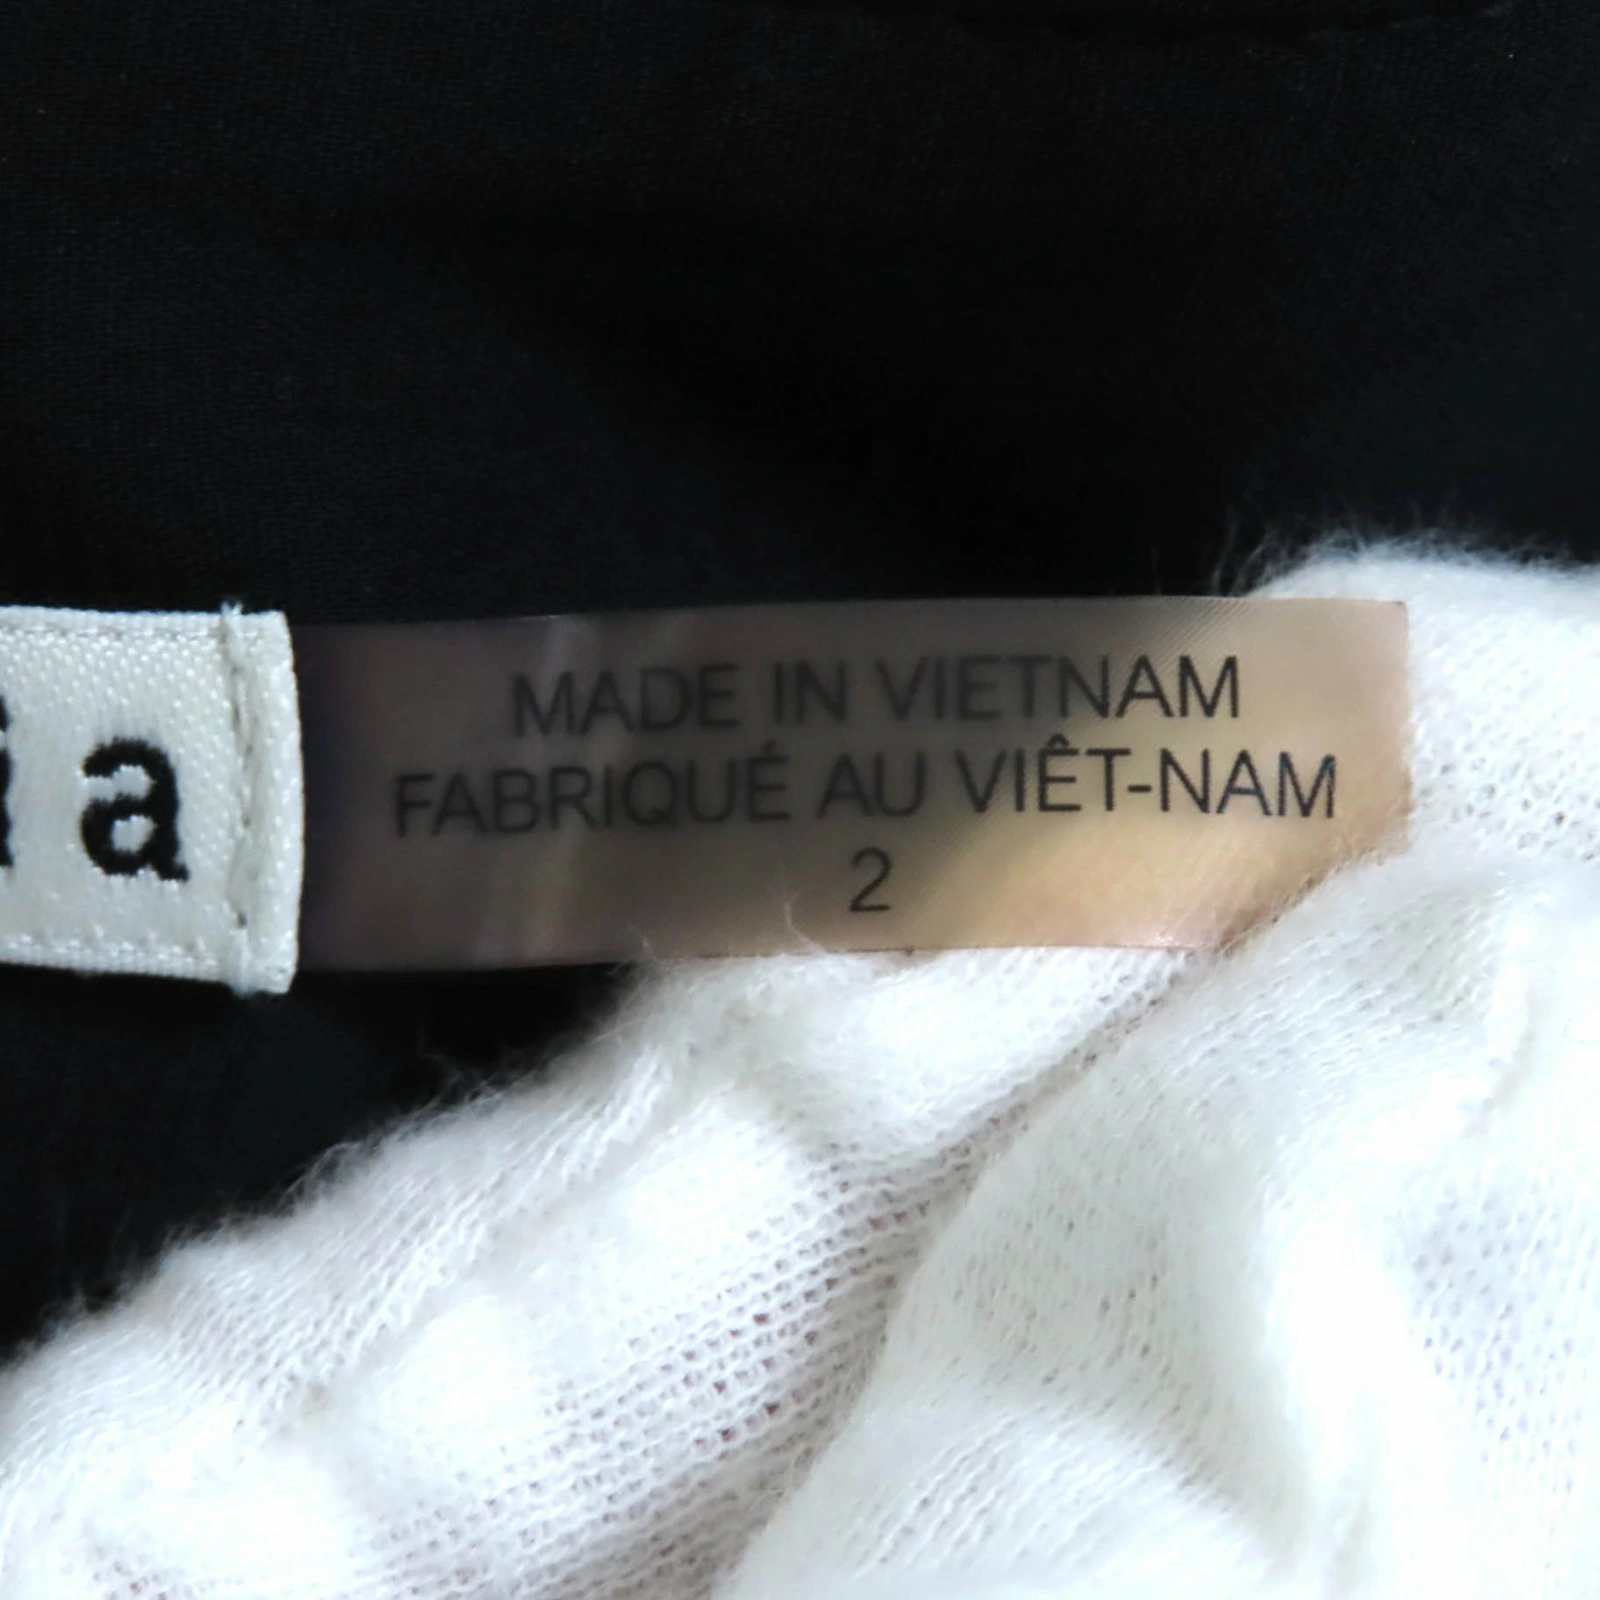 a
MADE IN VIETNAM
FABRIQUÉ AU VIÊT-NAM
2